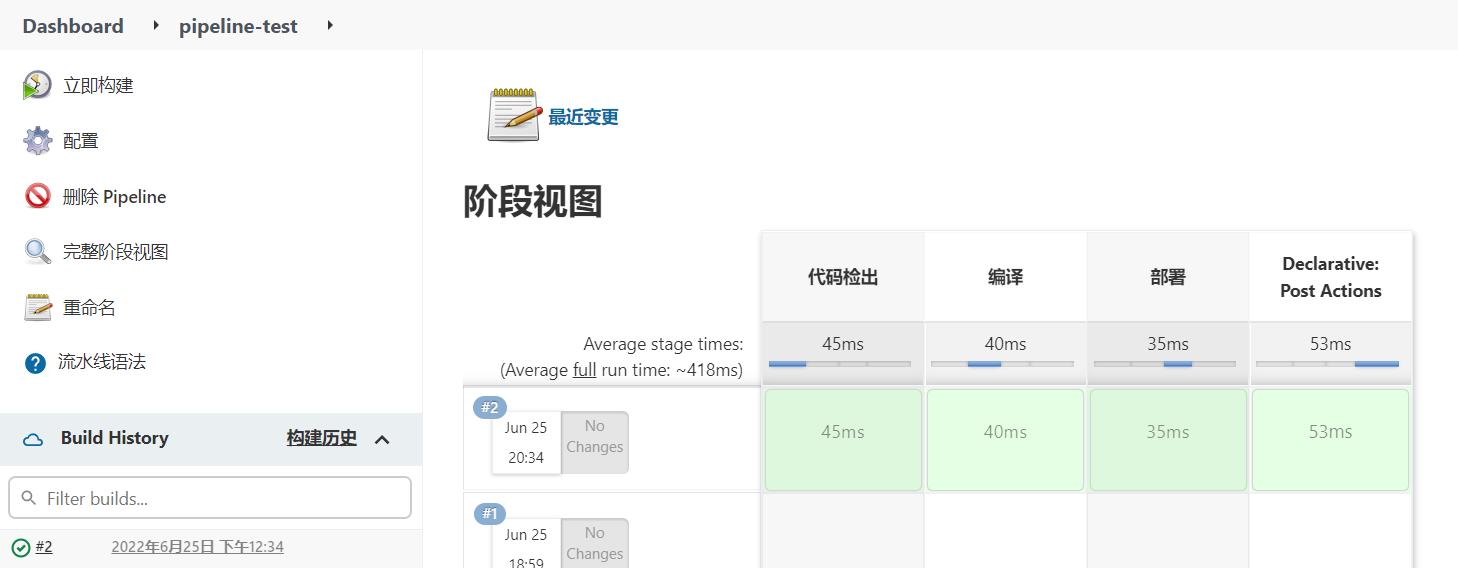 Dashboard pipeline-test
立即构建
配置
删除 Pipeline
完整阶段视图
重命名
流水线语法
Build History 构建历史
Filter builds...
#2 2022年6月25日 下午12:34
最近变更
阶段视图
代码检出 编译 部署 Declarative:
Post Actions
Average stage times: 45ms 40ms 35ms 53ms
(Average full run time: ~418ms)
#2
Jun 25 No
20:34 Changes
45ms 40ms 35ms 53ms
#1
Jun 25 No
18:59 Changes